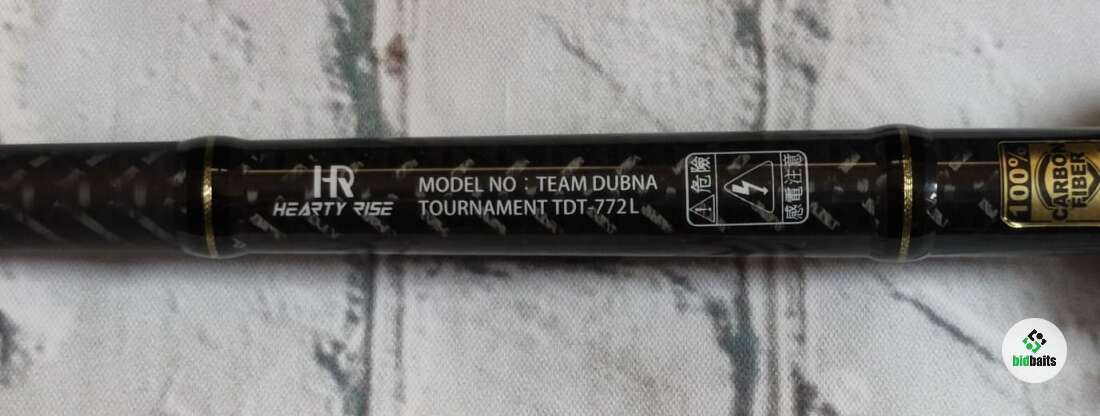 HR
HEARTY RISE
MODEL NO : TEAM DUBNA
TOURNAMENT TDT-772L
危險
感電注意
100%
CARBON
FIBER
bidbaits